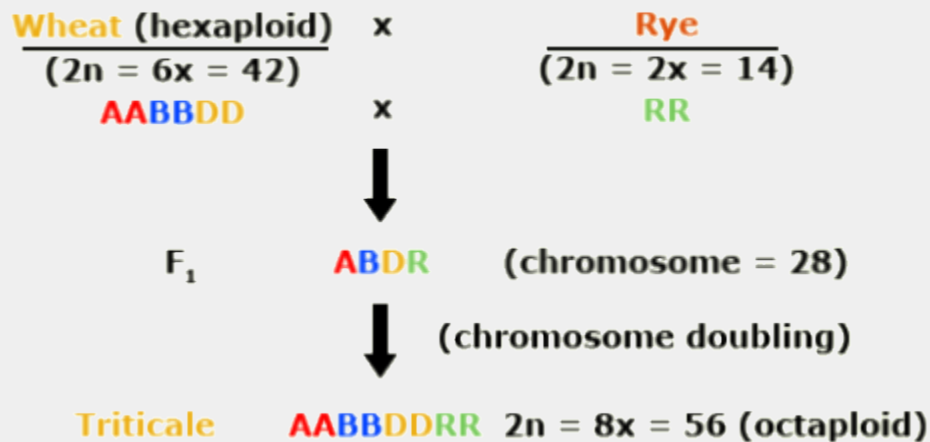 Wheat (hexaploid) x Rye
(2n = 6x = 42) (2n = 2x = 14)
AABBDD x RR
F₁ ABDR (chromosome = 28)
(chromosome doubling)
Triticale AABBDDRR 2n = 8x = 56 (octaploid)